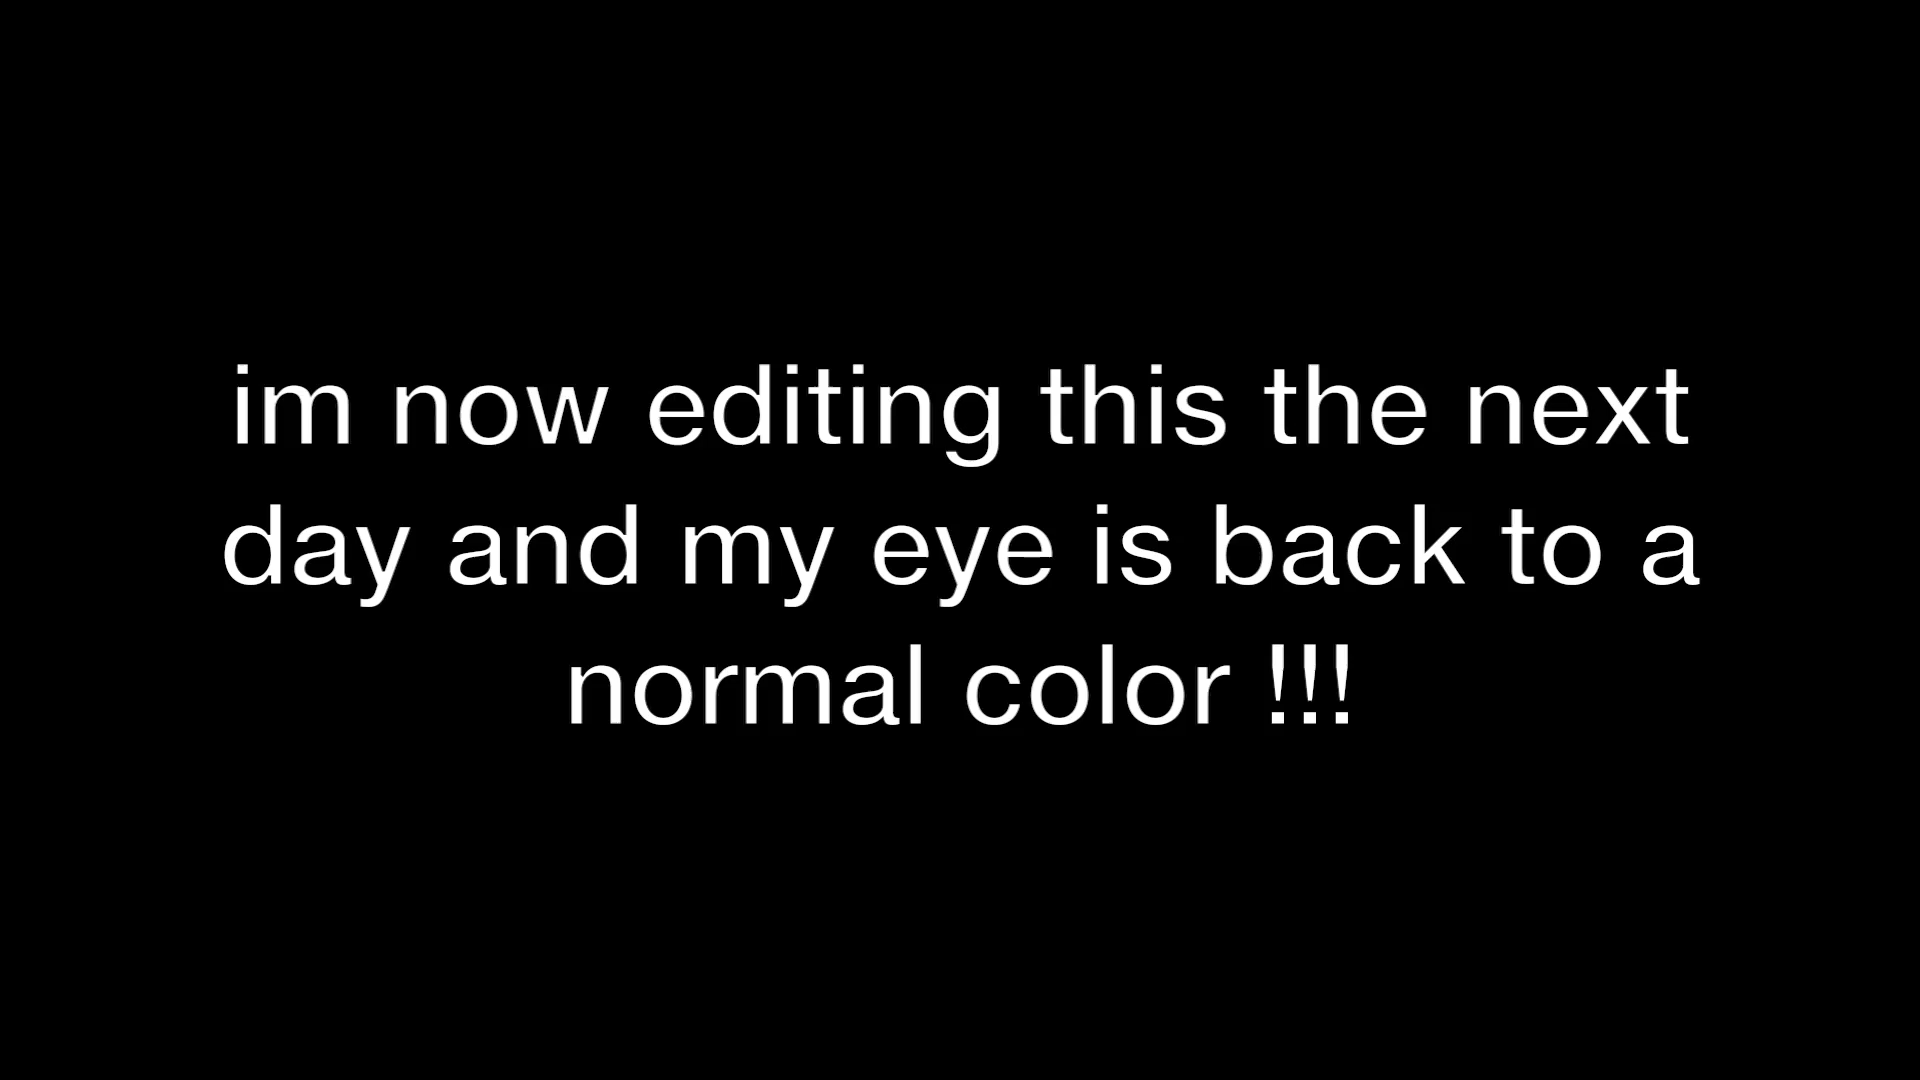 im now editing this the next
day and my eye is back to a
normal color !!!